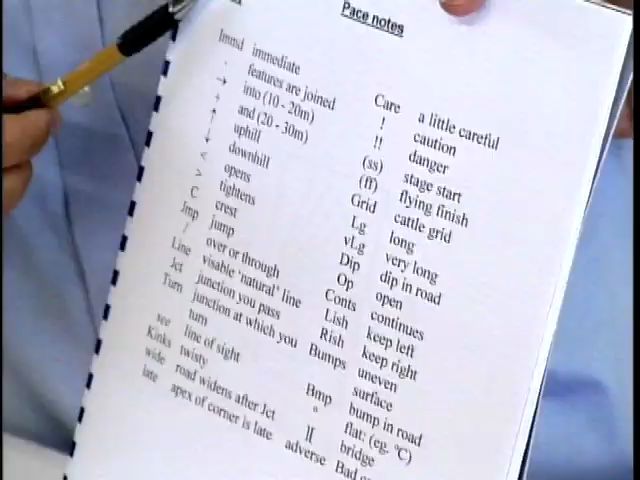 Pace notes
Immd immediate
. features are joined
→ into (10 - 20m)
+ and (20 - 30m)
↑ uphill
↓ downhill
< opens
> tightens
C crest
Jmp jump
/ over or through
Line visable 'natural' line
Jct junction you pass
Turn junction at which you
turn
see line of sight
Kinks twisty
wide road widens after Jct
late apex of corner is late
Care a little careful
! caution
!! danger
(ss) stage start
(ff) flying finish
Grid cattle grid
Lg long
vLg very long
Dip dip in road
Op open
Conts continues
Lish keep left
Rish keep right
Bumps uneven
surface
Bmp bump in road
° flat; (eg. °C)
][ bridge
adverse Bad